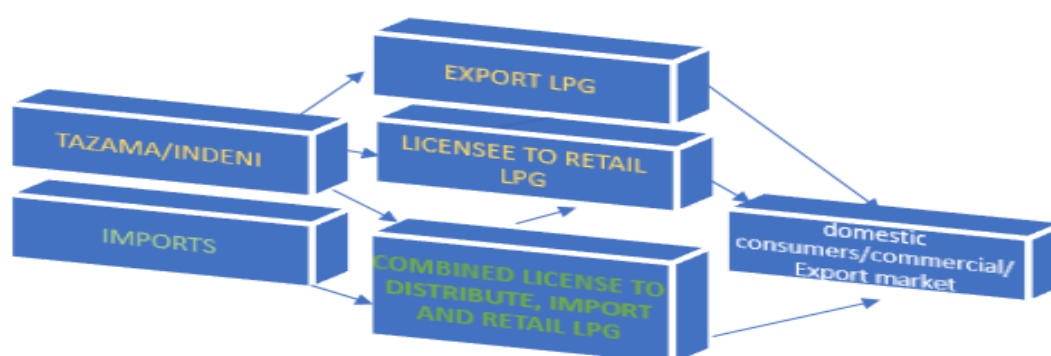 EXPORT LPG
TAZAMA/INDENI
LICENSEE TO RETAIL
LPG
IMPORTS
COMBINED LICENSE TO
DISTRIBUTE, IMPORT
AND RETAIL LPG
domestic
consumers/commercial/
Export market